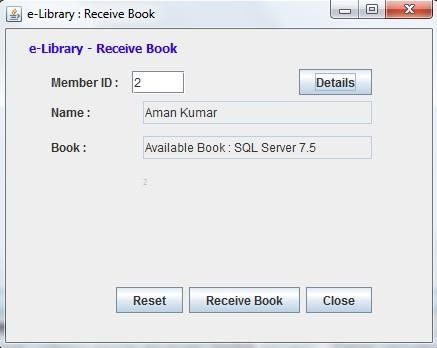 e-Library : Receive Book
e-Library - Receive Book
Member ID : 2 Details
Name : Aman Kumar
Book : Available Book : SQL Server 7.5
2
Reset Receive Book Close